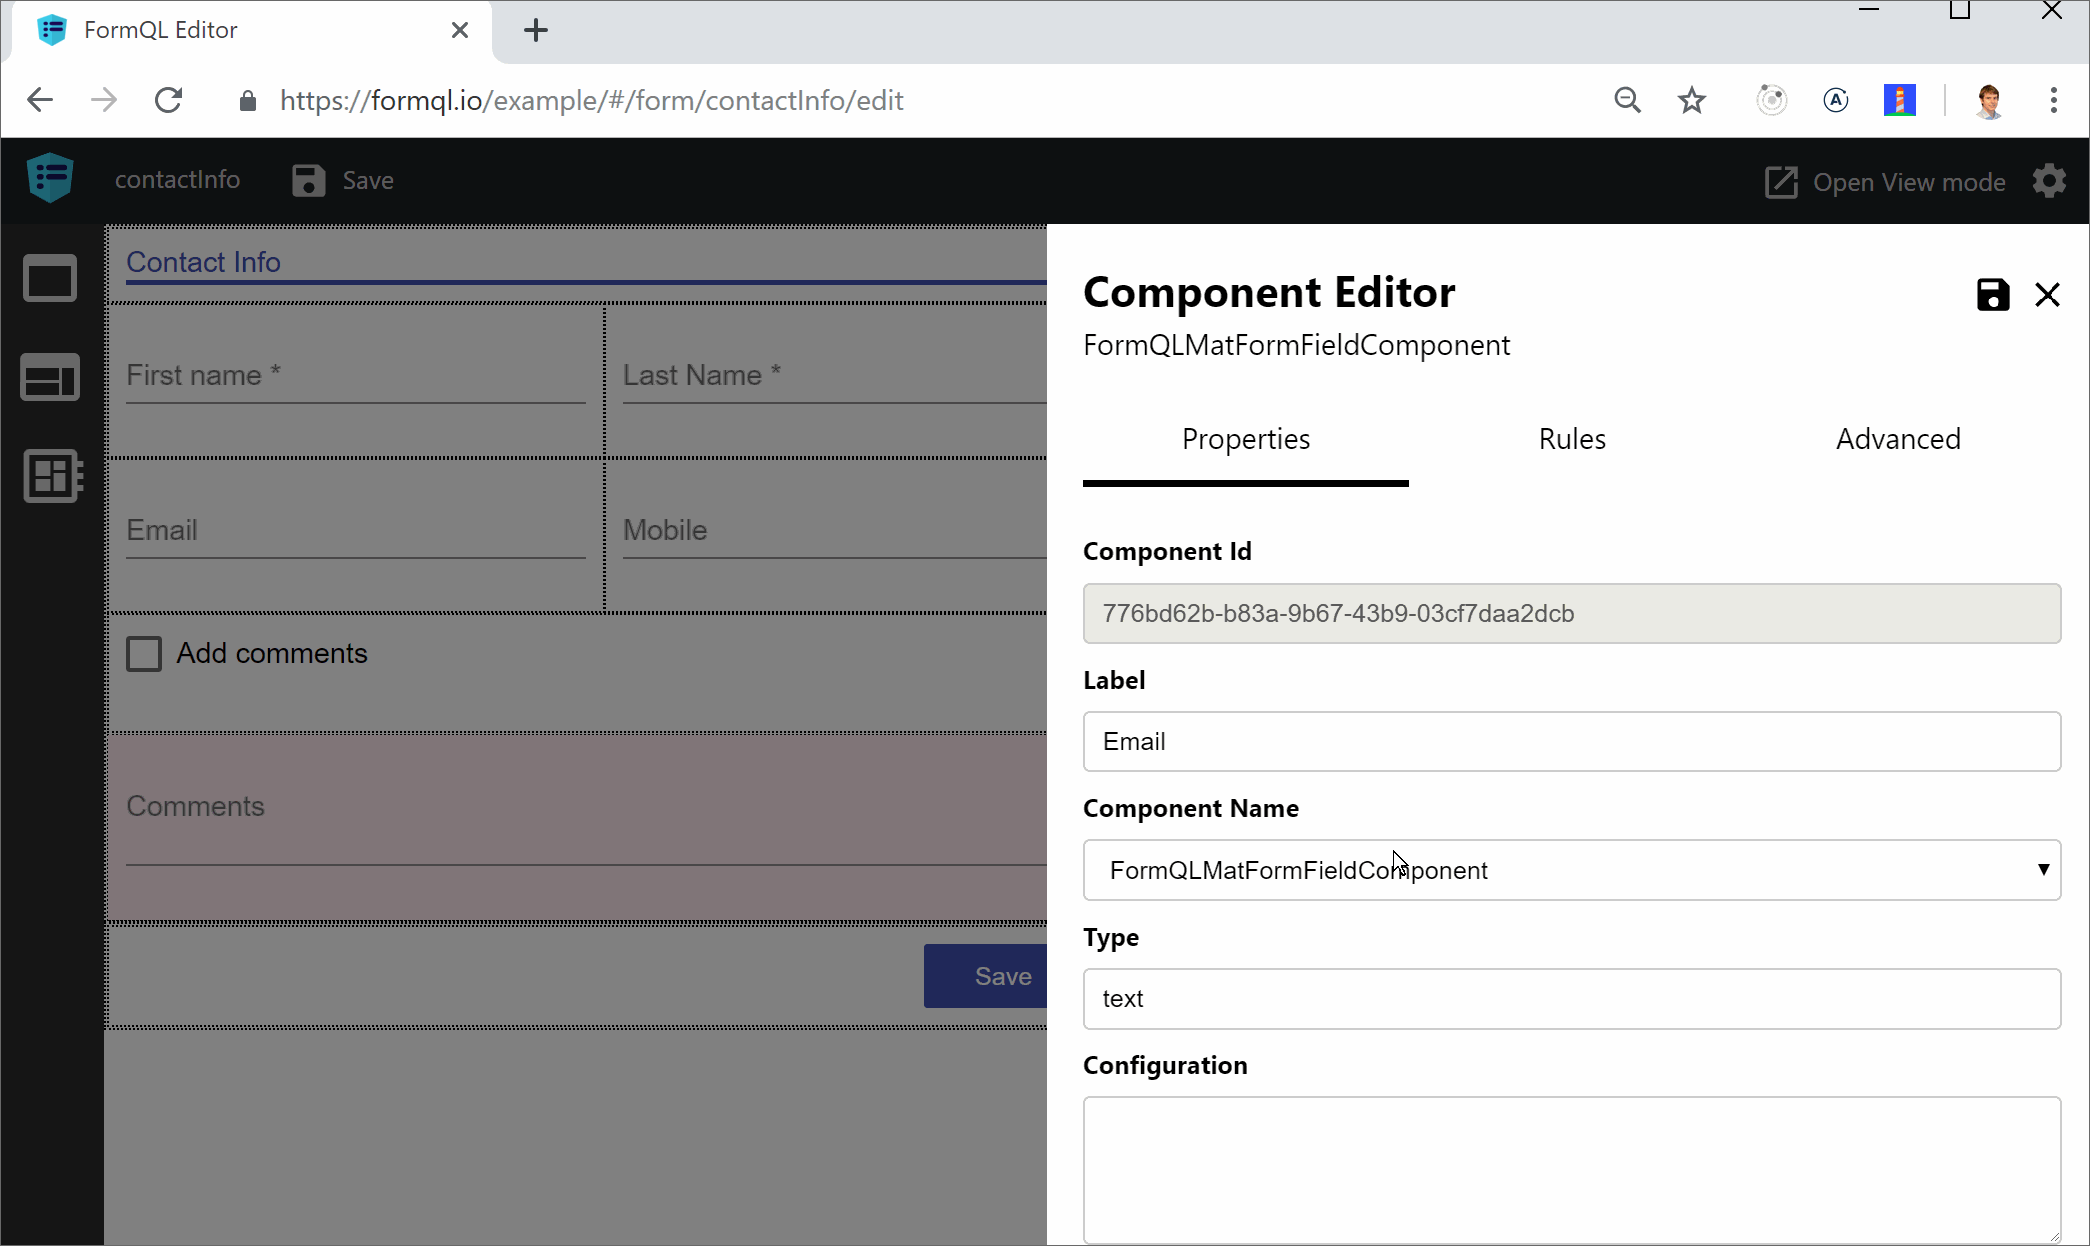 FormQL Editor
https://formql.io/example/#/form/contactInfo/edit
A
contactInfo
Save
Open View mode
Contact Info
First name *
Last Name *
Email
Mobile
Add comments
Comments
Save
Component Editor
FormQLMatFormFieldComponent
Properties
Rules
Advanced
Component Id
776bd62b-b83a-9b67-43b9-03cf7daa2dcb
Label
Email
Component Name
FormQLMatFormFieldComponent
Type
text
Configuration